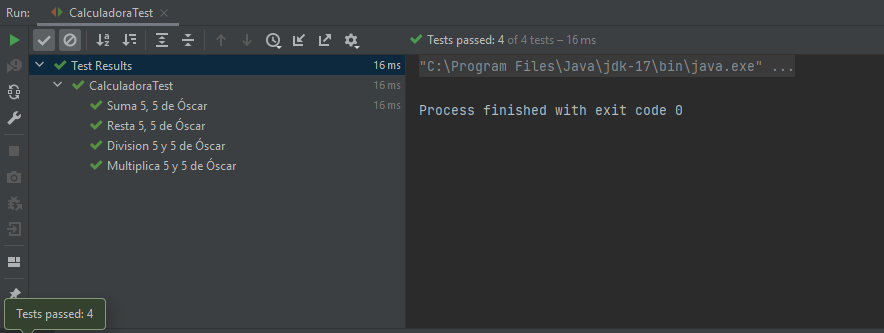 Run: CalculadoraTest
Tests passed: 4 of 4 tests – 16 ms
Test Results 16 ms
CalculadoraTest 16 ms
Suma 5, 5 de Óscar 16 ms
Resta 5, 5 de Óscar
Division 5 y 5 de Óscar
Multiplica 5 y 5 de Óscar
"C:\Program Files\Java\jdk-17\bin\java.exe" ...
Process finished with exit code 0
Tests passed: 4